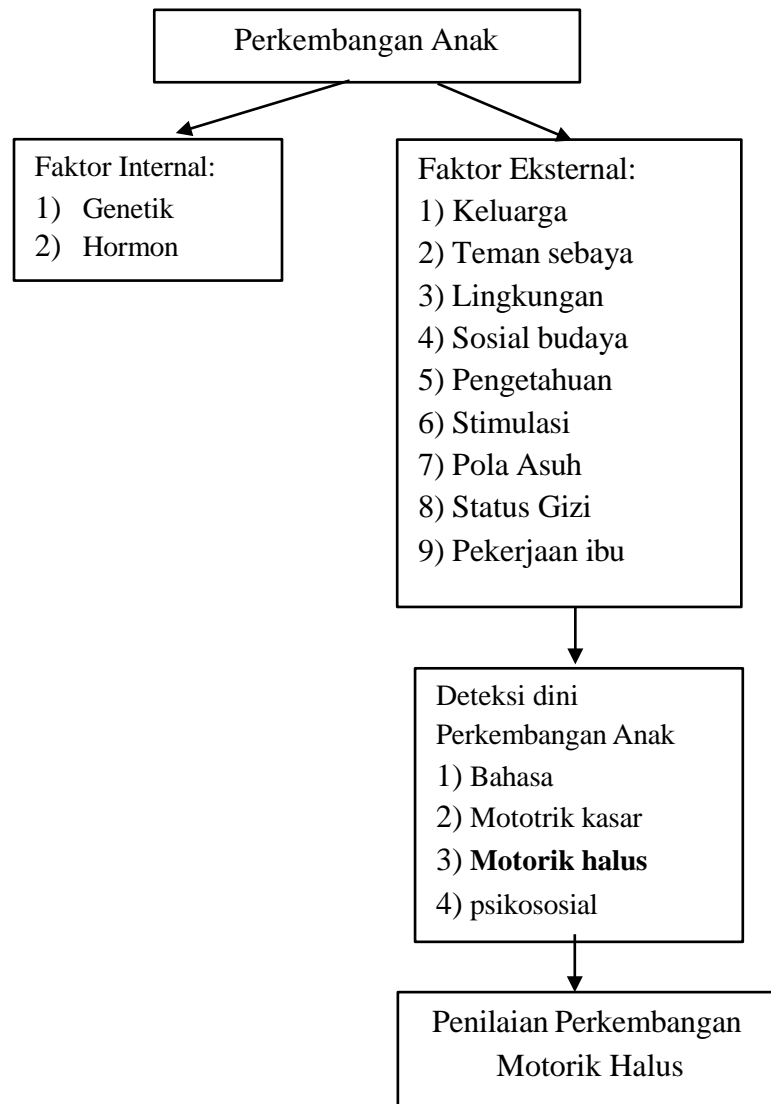 Perkembangan Anak
Faktor Internal:
1) Genetik
2) Hormon
Faktor Eksternal:
1) Keluarga
2) Teman sebaya
3) Lingkungan
4) Sosial budaya
5) Pengetahuan
6) Stimulasi
7) Pola Asuh
8) Status Gizi
9) Pekerjaan ibu
Deteksi dini
Perkembangan Anak
1) Bahasa
2) Mototrik kasar
3) Motorik halus
4) psikososial
Penilaian Perkembangan
Motorik Halus